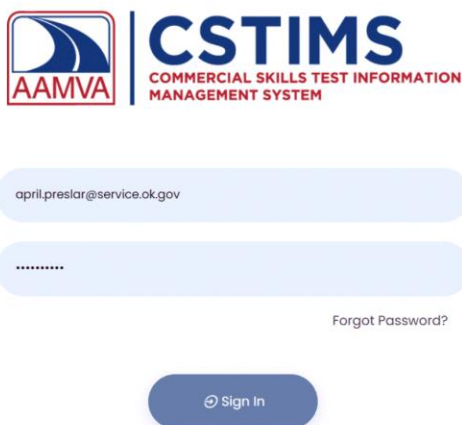 AAMVA
CSTIMS
COMMERCIAL SKILLS TEST INFORMATION
MANAGEMENT SYSTEM
april.preslar@service.ok.gov
••••••••••
Forgot Password?
Sign In